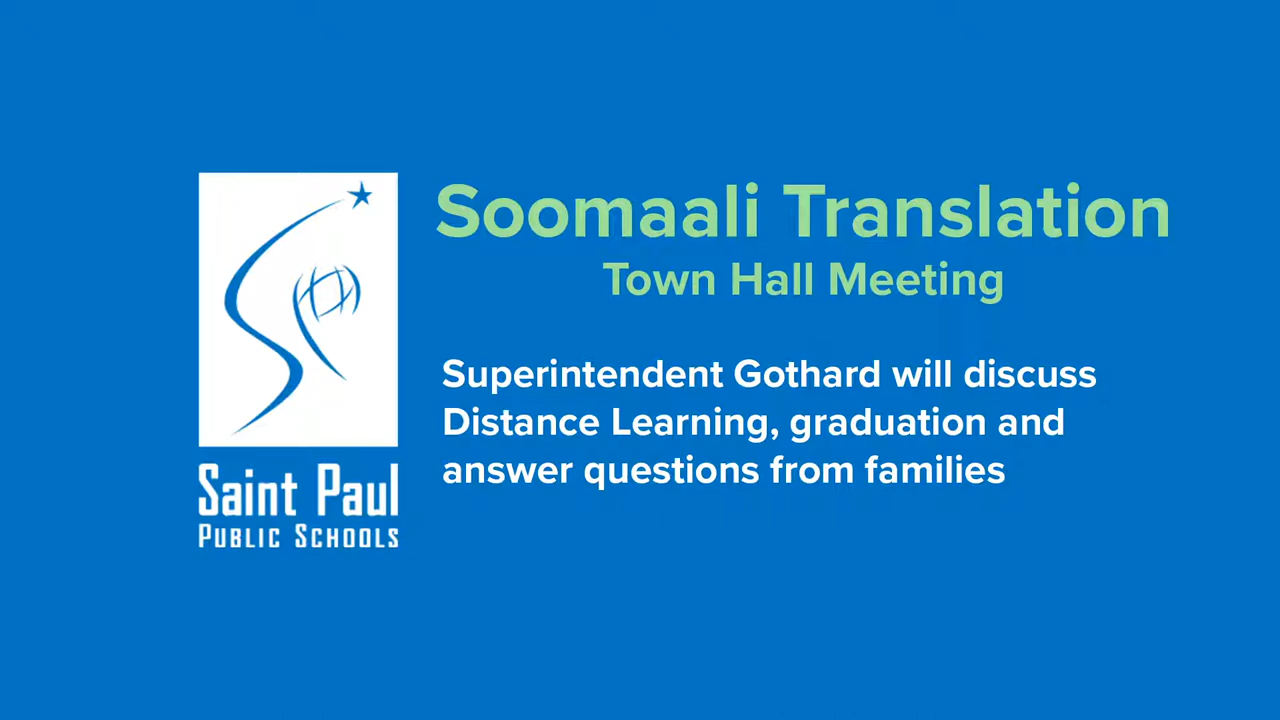 Soomaali Translation
Town Hall Meeting
Superintendent Gothard will discuss
Distance Learning, graduation and
answer questions from families
Saint Paul
PUBLIC SCHOOLS